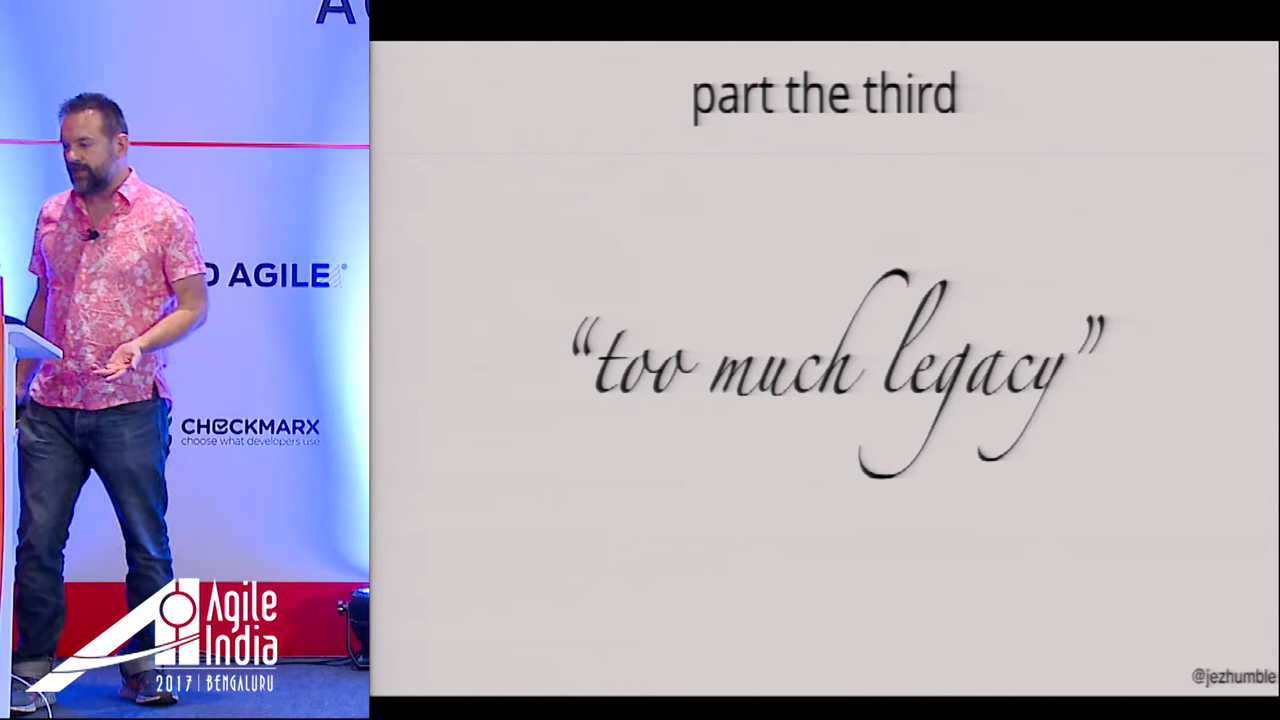 part the third
“too much legacy”
@jezhumble
AGILE
CHECKMARX
choose what developers use
Agile
India
2017 | BENGALURU